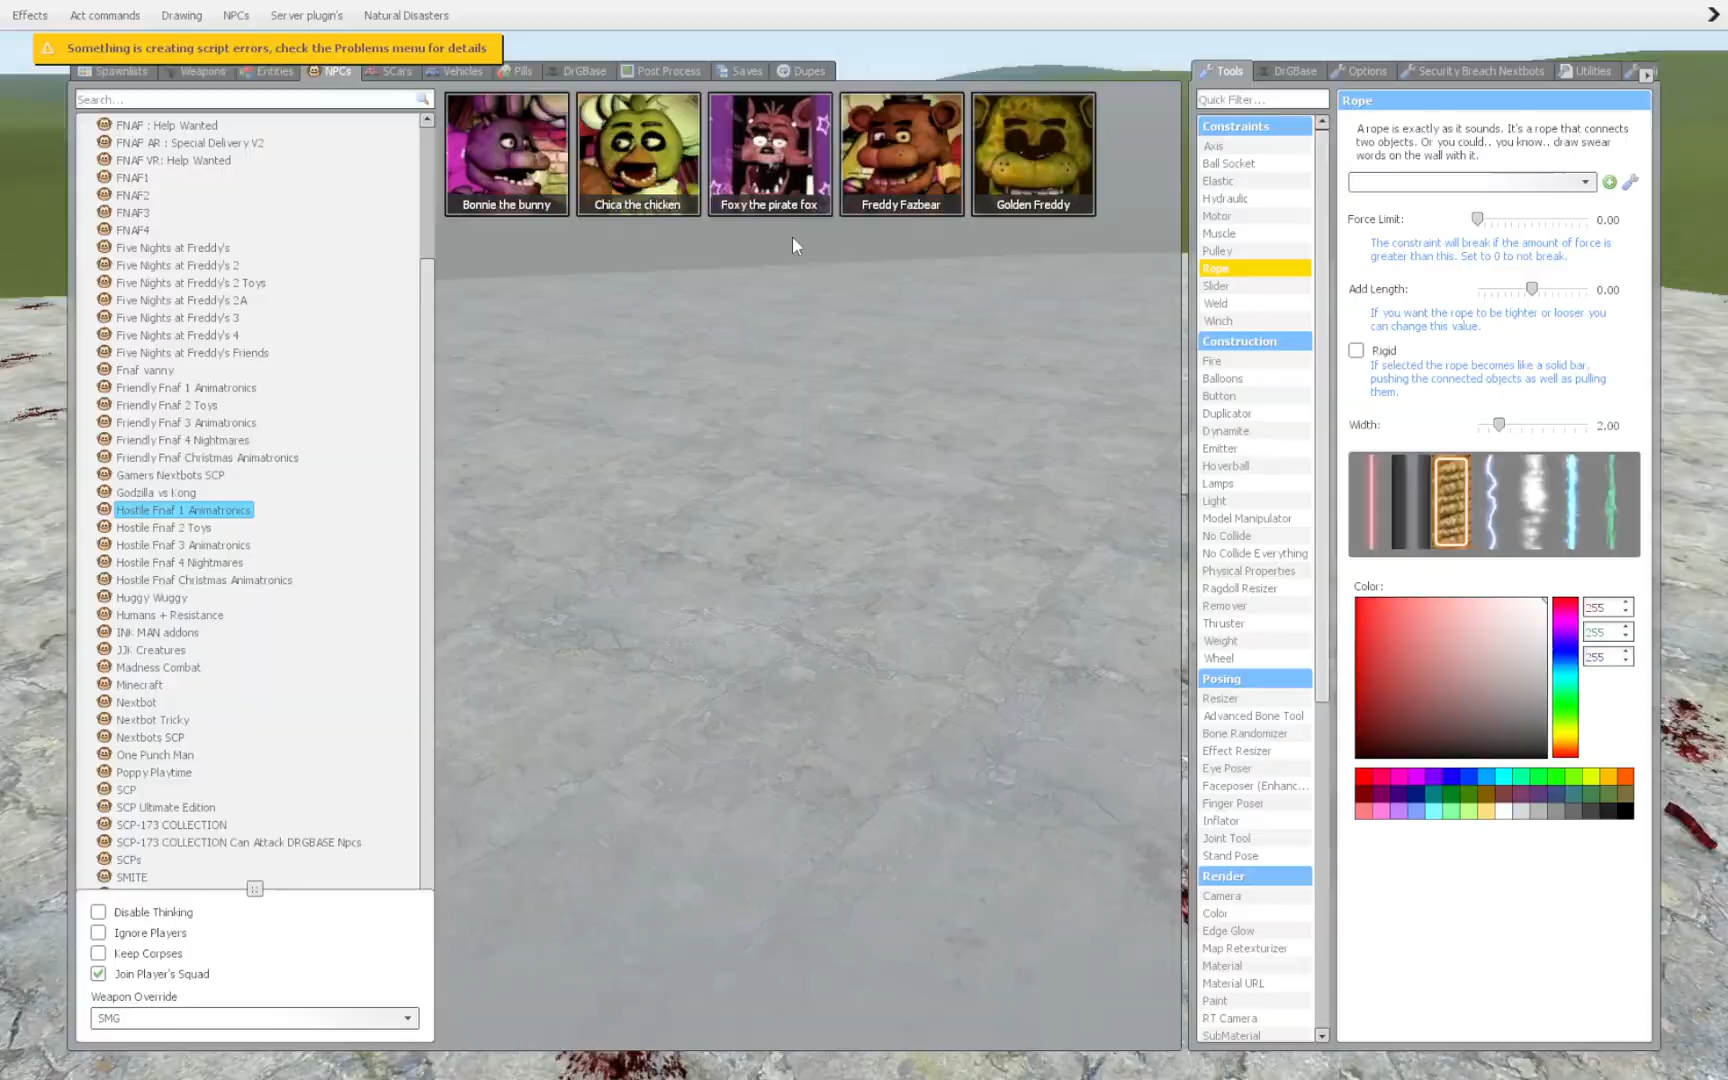 Effects Act commands Drawing NPCs Server plugin's Natural Disasters
Something is creating script errors, check the Problems menu for details
Spawnlists Weapons Entities NPCs SCars Vehicles Pills DrGBase Post Process Saves Dupes
Search...
FNAF : Help Wanted
FNAF AR : Special Delivery V2
FNAF VR: Help Wanted
FNAF1
FNAF2
FNAF3
FNAF4
Five Nights at Freddy's
Five Nights at Freddy's 2
Five Nights at Freddy's 2 Toys
Five Nights at Freddy's 2A
Five Nights at Freddy's 3
Five Nights at Freddy's 4
Five Nights at Freddy's Friends
Fnaf vanny
Friendly Fnaf 1 Animatronics
Friendly Fnaf 2 Toys
Friendly Fnaf 3 Animatronics
Friendly Fnaf 4 Nightmares
Friendly Fnaf Christmas Animatronics
Gamers Nextbots SCP
Godzilla vs Kong
Hostile Fnaf 1 Animatronics
Hostile Fnaf 2 Toys
Hostile Fnaf 3 Animatronics
Hostile Fnaf 4 Nightmares
Hostile Fnaf Christmas Animatronics
Huggy Wuggy
Humans + Resistance
INK MAN addons
JJK Creatures
Madness Combat
Minecraft
Nextbot
Nextbot Tricky
Nextbots SCP
One Punch Man
Poppy Playtime
SCP
SCP Ultimate Edition
SCP-173 COLLECTION
SCP-173 COLLECTION Can Attack DRGBASE Npcs
SCPs
SMITE
Disable Thinking
Ignore Players
Keep Corpses
Join Player's Squad
Weapon Override
SMG
Bonnie the bunny Chica the chicken Foxy the pirate fox Freddy Fazbear Golden Freddy
Tools DrGBase Options Security Breach Nextbots Utilities
Quick Filter...
Constraints
Axis
Ball Socket
Elastic
Hydraulic
Motor
Muscle
Pulley
Rope
Slider
Weld
Winch
Construction
Fire
Balloons
Button
Duplicator
Dynamite
Emitter
Hoverball
Lamps
Light
Model Manipulator
No Collide
No Collide Everything
Physical Properties
Ragdoll Resizer
Remover
Thruster
Weight
Wheel
Posing
Resizer
Advanced Bone Tool
Bone Randomizer
Effect Resizer
Eye Poser
Faceposer (Enhanc...
Finger Poser
Inflator
Joint Tool
Stand Pose
Render
Camera
Color
Edge Glow
Map Retexturizer
Material
Material URL
Paint
RT Camera
SubMaterial
Rope
A rope is exactly as it sounds. It's a rope that connects
two objects. Or you could.. you know.. draw swear
words on the wall with it.
Force Limit: 0.00
The constraint will break if the amount of force is
greater than this. Set to 0 to not break.
Add Length: 0.00
If you want the rope to be tighter or looser you
can change this value.
Rigid
If selected the rope becomes like a solid bar,
pushing the connected objects as well as pulling
them.
Width: 2.00
Color:
255
255
255